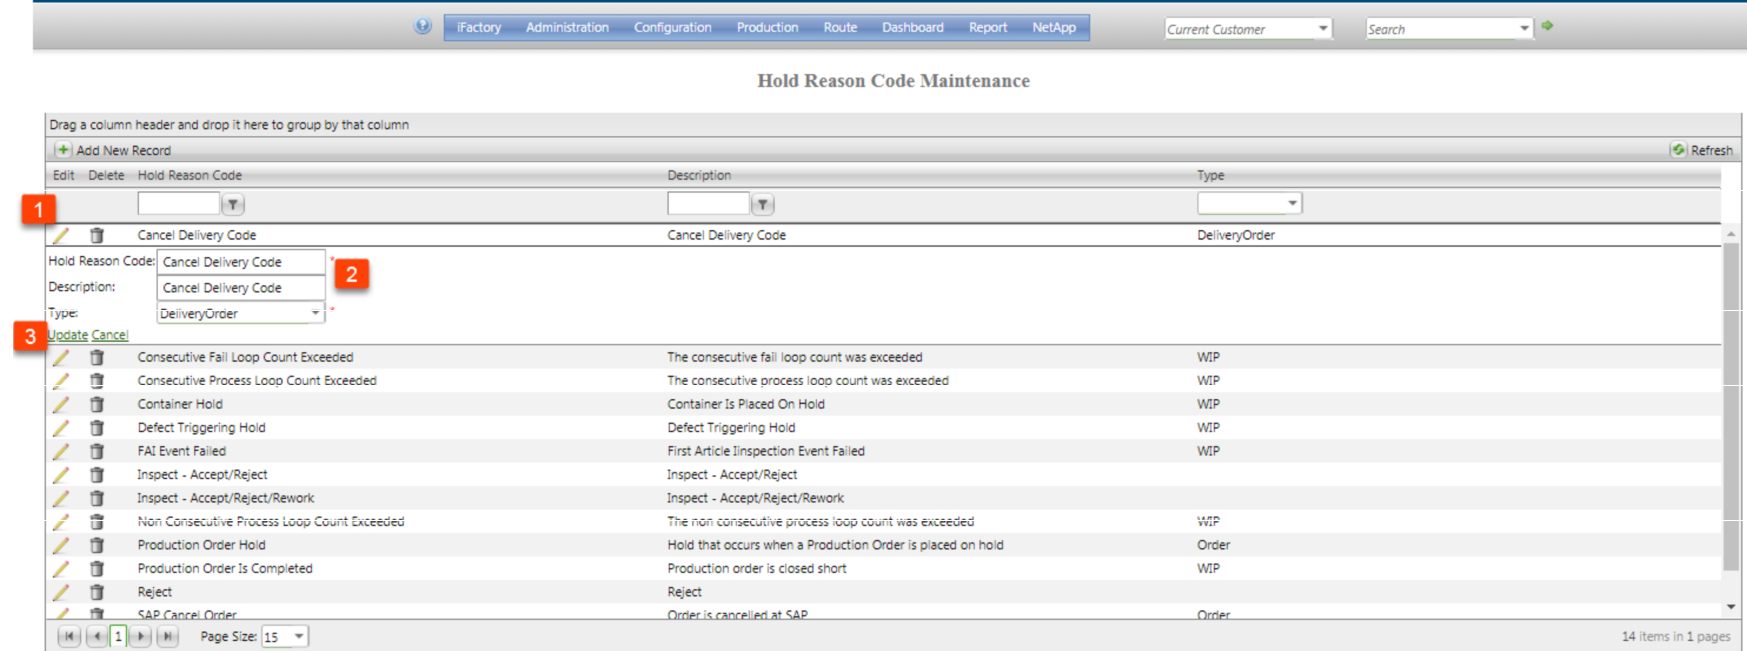 ? iFactory Administration Configuration Production Route Dashboard Report NetApp Current Customer Search
Hold Reason Code Maintenance
Drag a column header and drop it here to group by that column
Add New Record Refresh
Edit Delete Hold Reason Code Description Type
1
Cancel Delivery Code Cancel Delivery Code DeliveryOrder
Hold Reason Code: Cancel Delivery Code *
2
Description: Cancel Delivery Code
Type: DeliveryOrder *
3 Update Cancel
Consecutive Fail Loop Count Exceeded The consecutive fail loop count was exceeded WIP
Consecutive Process Loop Count Exceeded The consecutive process loop count was exceeded WIP
Container Hold Container Is Placed On Hold WIP
Defect Triggering Hold Defect Triggering Hold WIP
FAI Event Failed First Article Iinspection Event Failed WIP
Inspect - Accept/Reject Inspect - Accept/Reject
Inspect - Accept/Reject/Rework Inspect - Accept/Reject/Rework
Non Consecutive Process Loop Count Exceeded The non consecutive process loop count was exceeded WIP
Production Order Hold Hold that occurs when a Production Order is placed on hold Order
Production Order Is Completed Production order is closed short WIP
Reject Reject
SAP Cancel Order Order is cancelled at SAP Order
1 Page Size: 15 14 items in 1 pages